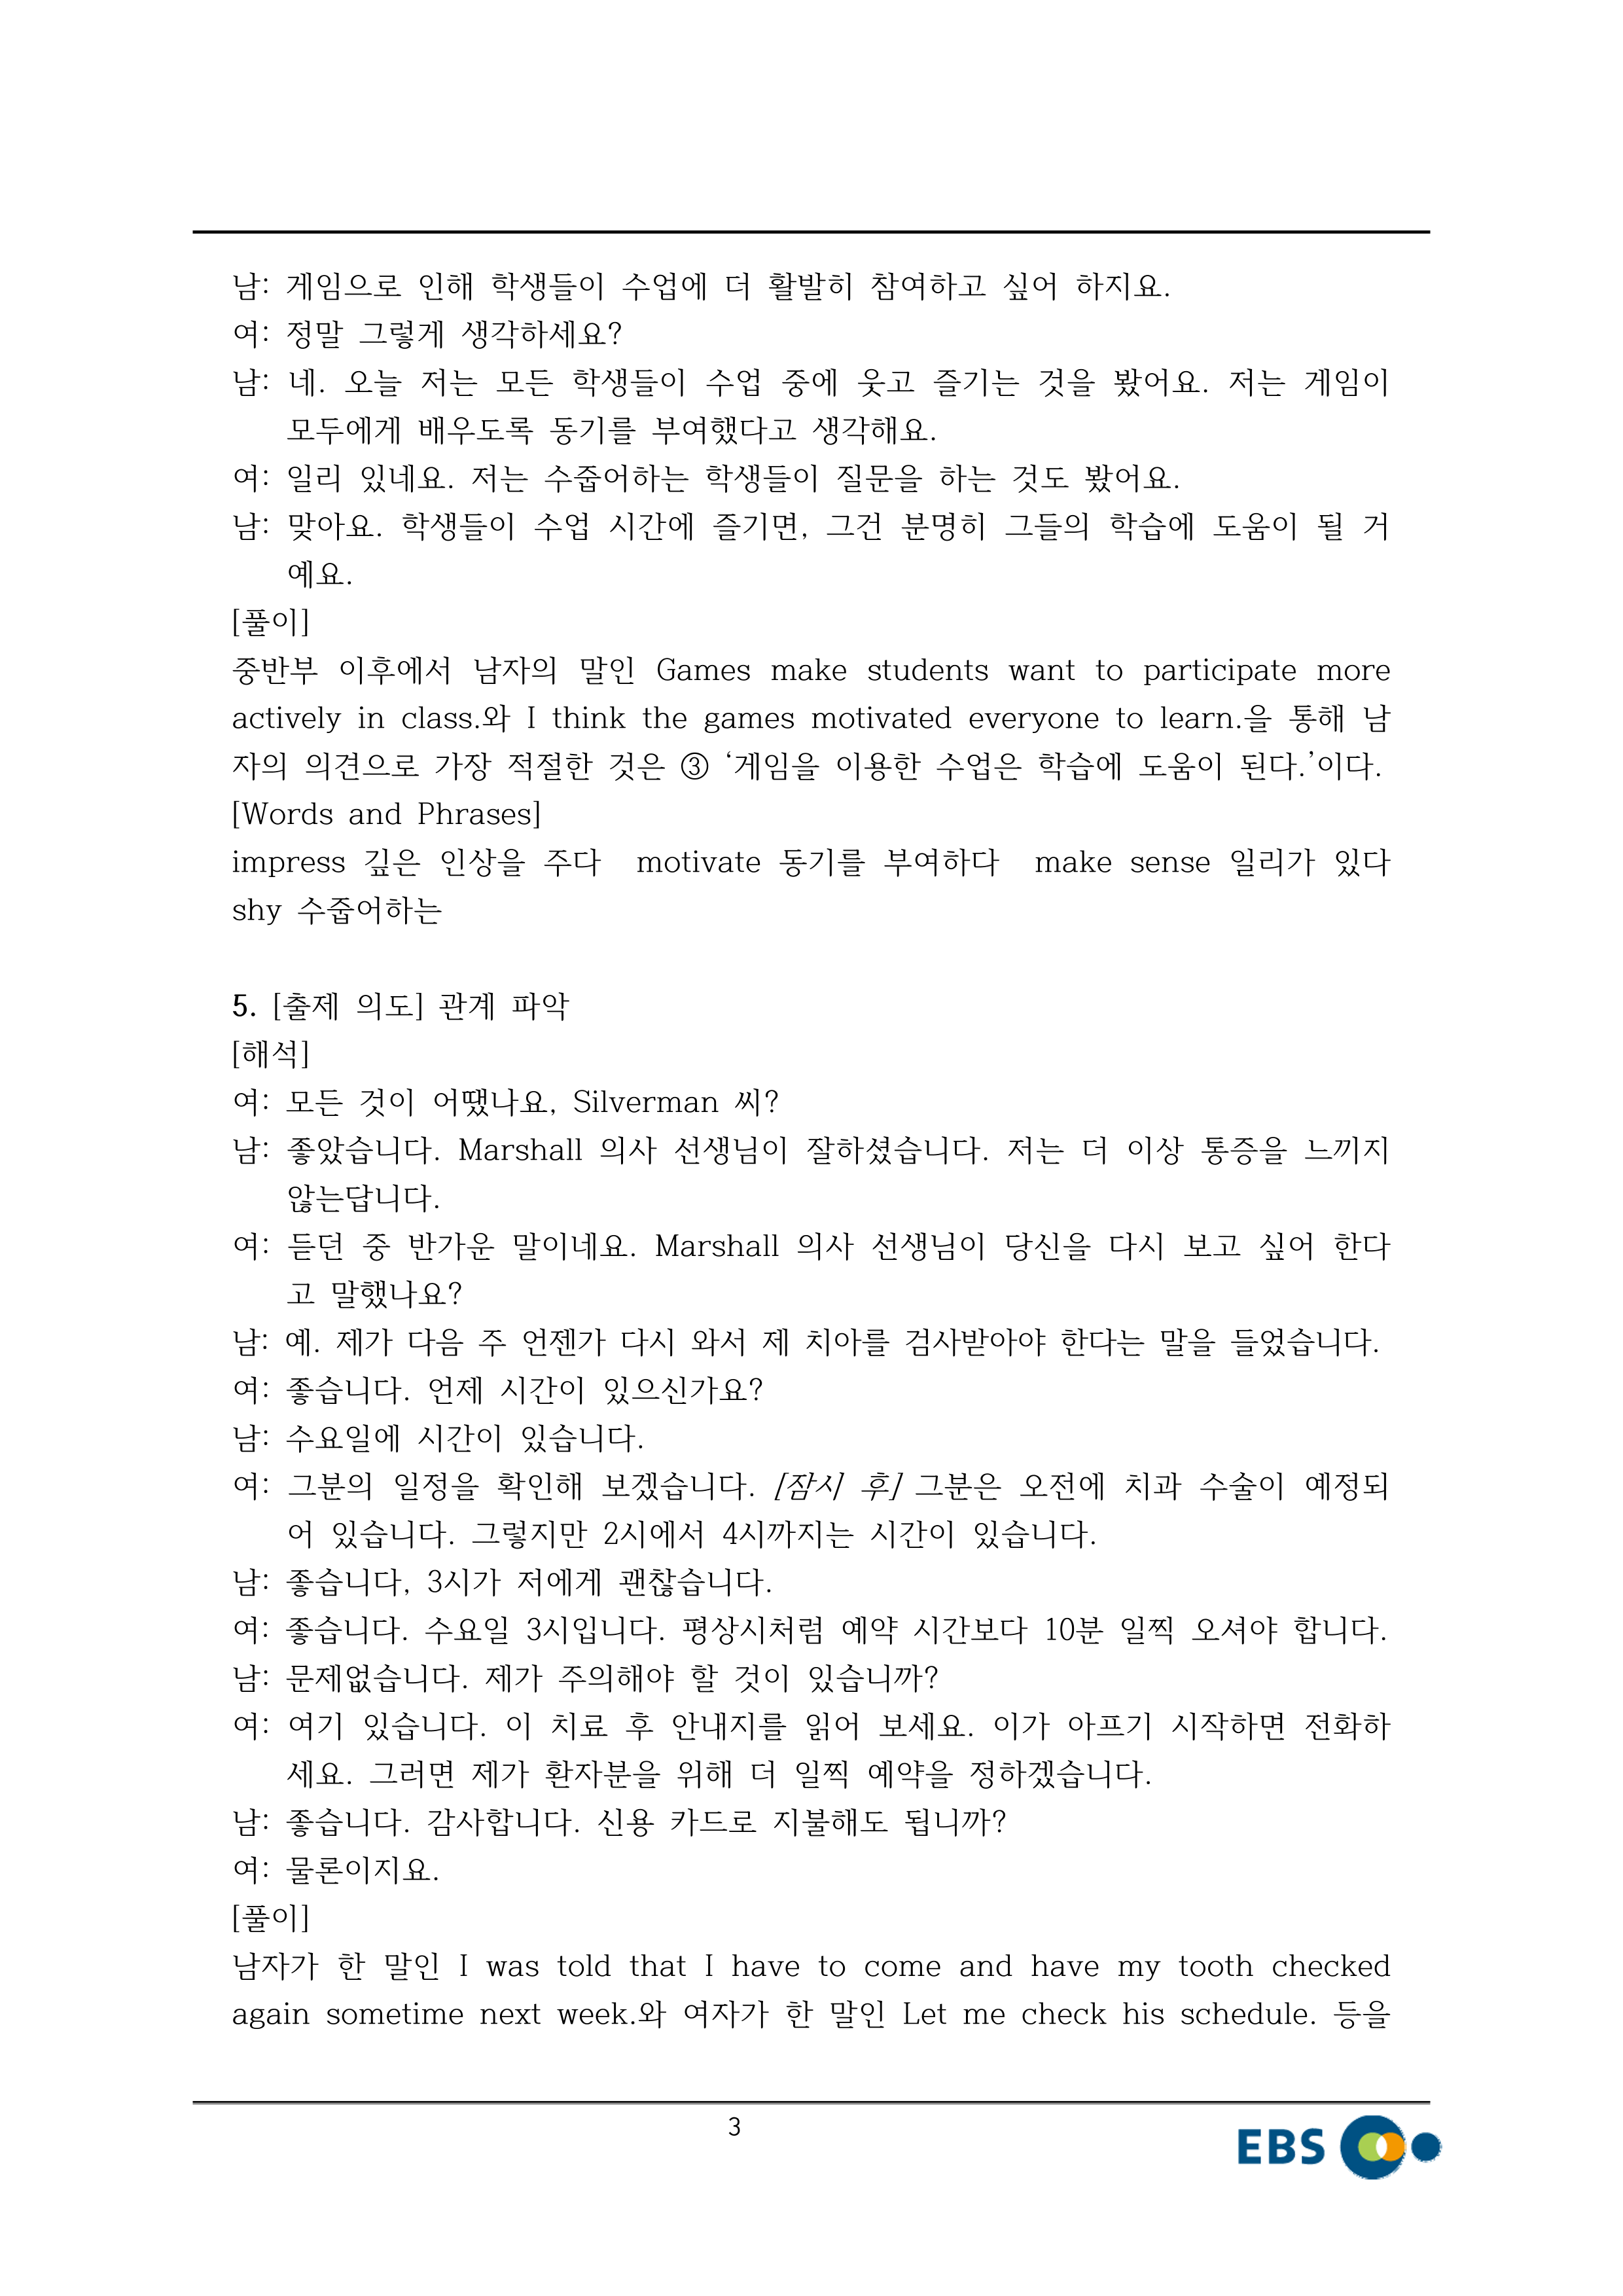 남: 게임으로 인해 학생들이 수업에 더 활발히 참여하고 싶어 하지요.
여: 정말 그렇게 생각하세요?
남: 네. 오늘 저는 모든 학생들이 수업 중에 웃고 즐기는 것을 봤어요. 저는 게임이
모두에게 배우도록 동기를 부여했다고 생각해요.
여: 일리 있네요. 저는 수줍어하는 학생들이 질문을 하는 것도 봤어요.
남: 맞아요. 학생들이 수업 시간에 즐기면, 그건 분명히 그들의 학습에 도움이 될 거
예요.
[풀이]
중반부 이후에서 남자의 말인 Games make students want to participate more
actively in class.와 I think the games motivated everyone to learn.을 통해 남
자의 의견으로 가장 적절한 것은 ③ ‘게임을 이용한 수업은 학습에 도움이 된다.’이다.
[Words and Phrases]
impress 깊은 인상을 주다  motivate 동기를 부여하다  make sense 일리가 있다
shy 수줍어하는
5. [출제 의도] 관계 파악
[해석]
여: 모든 것이 어땠나요, Silverman 씨?
남: 좋았습니다. Marshall 의사 선생님이 잘하셨습니다. 저는 더 이상 통증을 느끼지
않는답니다.
여: 듣던 중 반가운 말이네요. Marshall 의사 선생님이 당신을 다시 보고 싶어 한다
고 말했나요?
남: 예. 제가 다음 주 언젠가 다시 와서 제 치아를 검사받아야 한다는 말을 들었습니다.
여: 좋습니다. 언제 시간이 있으신가요?
남: 수요일에 시간이 있습니다.
여: 그분의 일정을 확인해 보겠습니다. [잠시 후] 그분은 오전에 치과 수술이 예정되
어 있습니다. 그렇지만 2시에서 4시까지는 시간이 있습니다.
남: 좋습니다, 3시가 저에게 괜찮습니다.
여: 좋습니다. 수요일 3시입니다. 평상시처럼 예약 시간보다 10분 일찍 오셔야 합니다.
남: 문제없습니다. 제가 주의해야 할 것이 있습니까?
여: 여기 있습니다. 이 치료 후 안내지를 읽어 보세요. 이가 아프기 시작하면 전화하
세요. 그러면 제가 환자분을 위해 더 일찍 예약을 정하겠습니다.
남: 좋습니다. 감사합니다. 신용 카드로 지불해도 됩니까?
여: 물론이지요.
[풀이]
남자가 한 말인 I was told that I have to come and have my tooth checked
again sometime next week.와 여자가 한 말인 Let me check his schedule. 등을
3
EBS